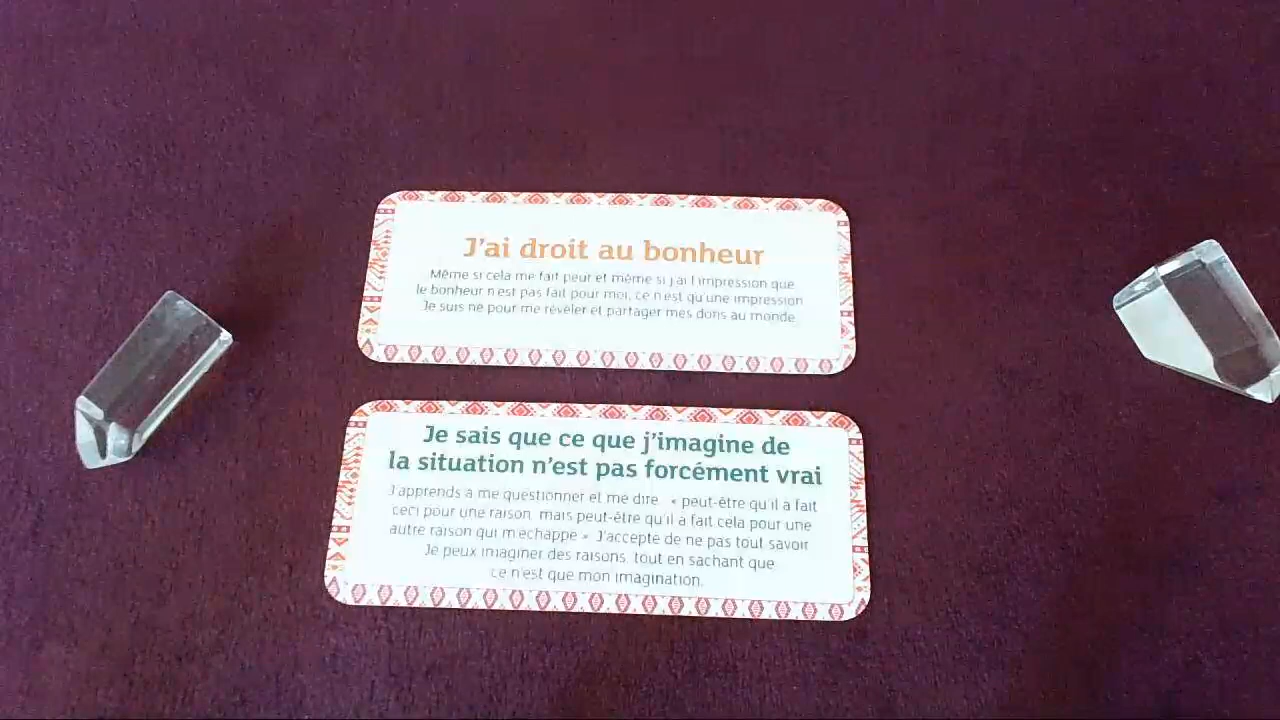 J'ai droit au bonheur
Même si cela me fait peur et même si j'ai l'impression que
le bonheur n'est pas fait pour moi, ce n'est qu'une impression
Je suis né pour me révéler et partager mes dons au monde
Je sais que ce que j'imagine de
la situation n'est pas forcément vrai
J'apprends à me questionner et me dire : « peut-être qu'il a fait
ceci pour une raison, mais peut-être qu'il a fait cela pour une
autre raison qui m'échappe ». J'accepte de ne pas tout savoir.
Je peux imaginer des raisons, tout en sachant que
ce n'est que mon imagination.